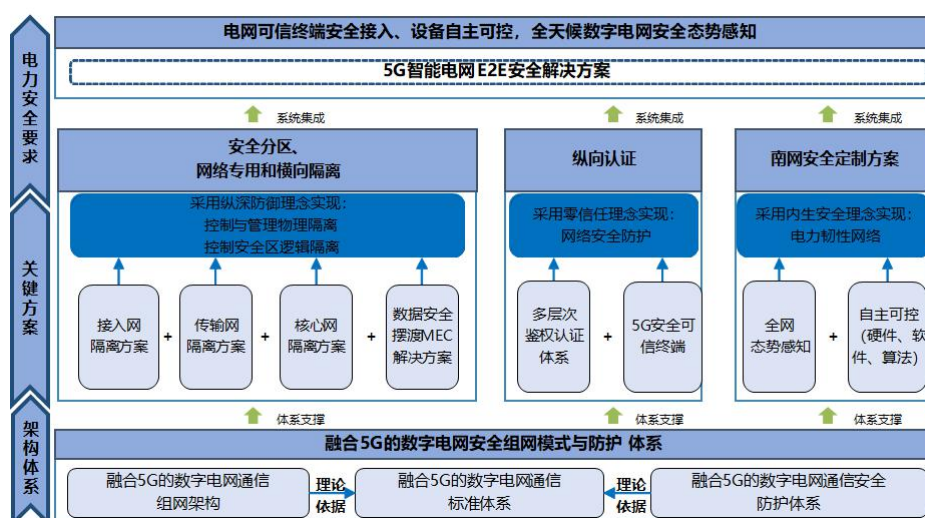 电力安全要求
电网可信终端安全接入、设备自主可控，全天候数字电网安全态势感知
5G智能电网E2E安全解决方案
系统集成
系统集成
系统集成
安全分区、
网络专用和横向隔离
纵向认证
南网安全定制方案
关键方案
采用纵深防御理念实现：
控制与管理物理隔离
控制安全区逻辑隔离
采用零信任理念实现：
网络安全防护
采用内生安全理念实现：
电力韧性网络
接入网
隔离方案
+
传输网
隔离方案
+
核心网
隔离方案
+
数据安全
摆渡MEC
解决方案
多层次
鉴权认证
体系
+
5G安全可
信终端
全网
态势感知
+
自主可控
（硬件、软
件、算法）
体系支撑
体系支撑
体系支撑
架构体系
融合5G的数字电网安全组网模式与防护 体系
融合5G的数字电网通信
组网架构
理论
依据
融合5G的数字电网通信
标准体系
理论
依据
融合5G的数字电网通信安全
防护体系